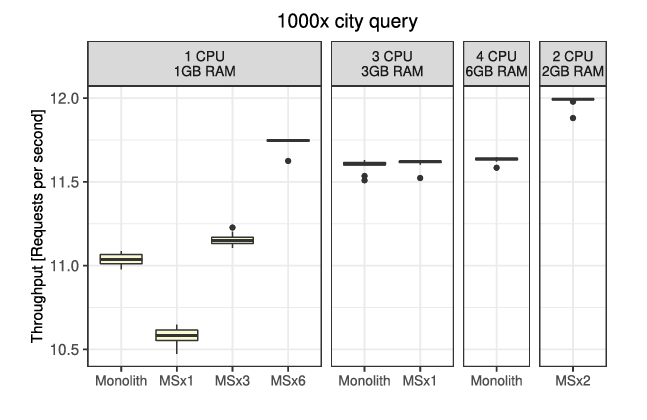 1000x city query
1 CPU
1GB RAM
3 CPU
3GB RAM
4 CPU
6GB RAM
2 CPU
2GB RAM
Throughput [Requests per second]
12.0
11.5
11.0
10.5
Monolith MSx1 MSx3 MSx6 Monolith MSx1 Monolith MSx2